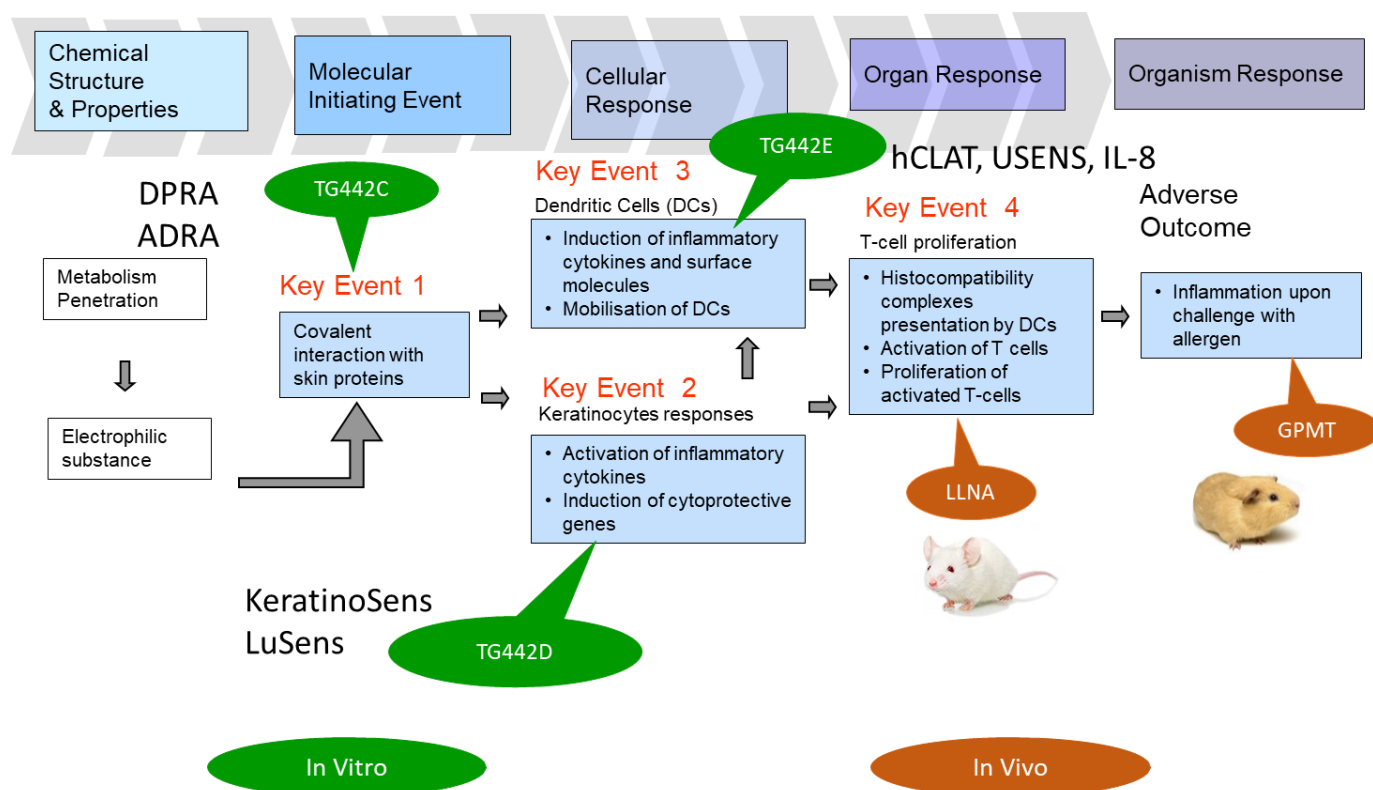 Chemical
Structure
& Properties
Molecular
Initiating Event
Cellular
Response
Organ Response
Organism Response
DPRA
ADRA
TG442C
TG442E
hCLAT, USENS, IL-8
Metabolism
Penetration
Electrophilic
substance
Key Event 1
Covalent
interaction with
skin proteins
Key Event 3
Dendritic Cells (DCs)
• Induction of inflammatory
cytokines and surface
molecules
• Mobilisation of DCs
Key Event 2
Keratinocytes responses
• Activation of inflammatory
cytokines
• Induction of cytoprotective
genes
Key Event 4
T-cell proliferation
• Histocompatibility
complexes
presentation by DCs
• Activation of T cells
• Proliferation of
activated T-cells
Adverse
Outcome
• Inflammation upon
challenge with
allergen
GPMT
LLNA
KeratinoSens
LuSens
TG442D
In Vitro
In Vivo